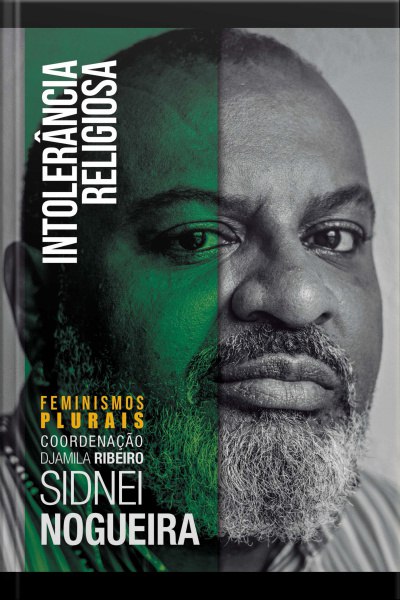 INTOLERÂNCIA
RELIGIOSA
FEMINISMOS
PLURAIS
COORDENAÇÃO
DJAMILA RIBEIRO
SIDNEI
NOGUEIRA